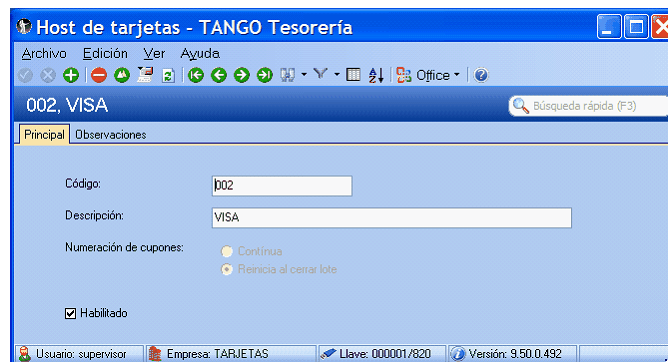 Host de tarjetas - TANGO Tesorería
Archivo Edición Ver Ayuda
Office
002, VISA
Búsqueda rápida (F3)
Principal Observaciones
Código: 002
Descripción: VISA
Numeración de cupones:
Contínua
Reinicia al cerrar lote
Habilitado
Usuario: supervisor Empresa: TARJETAS Llave: 000001/820 Versión: 9.50.0.492